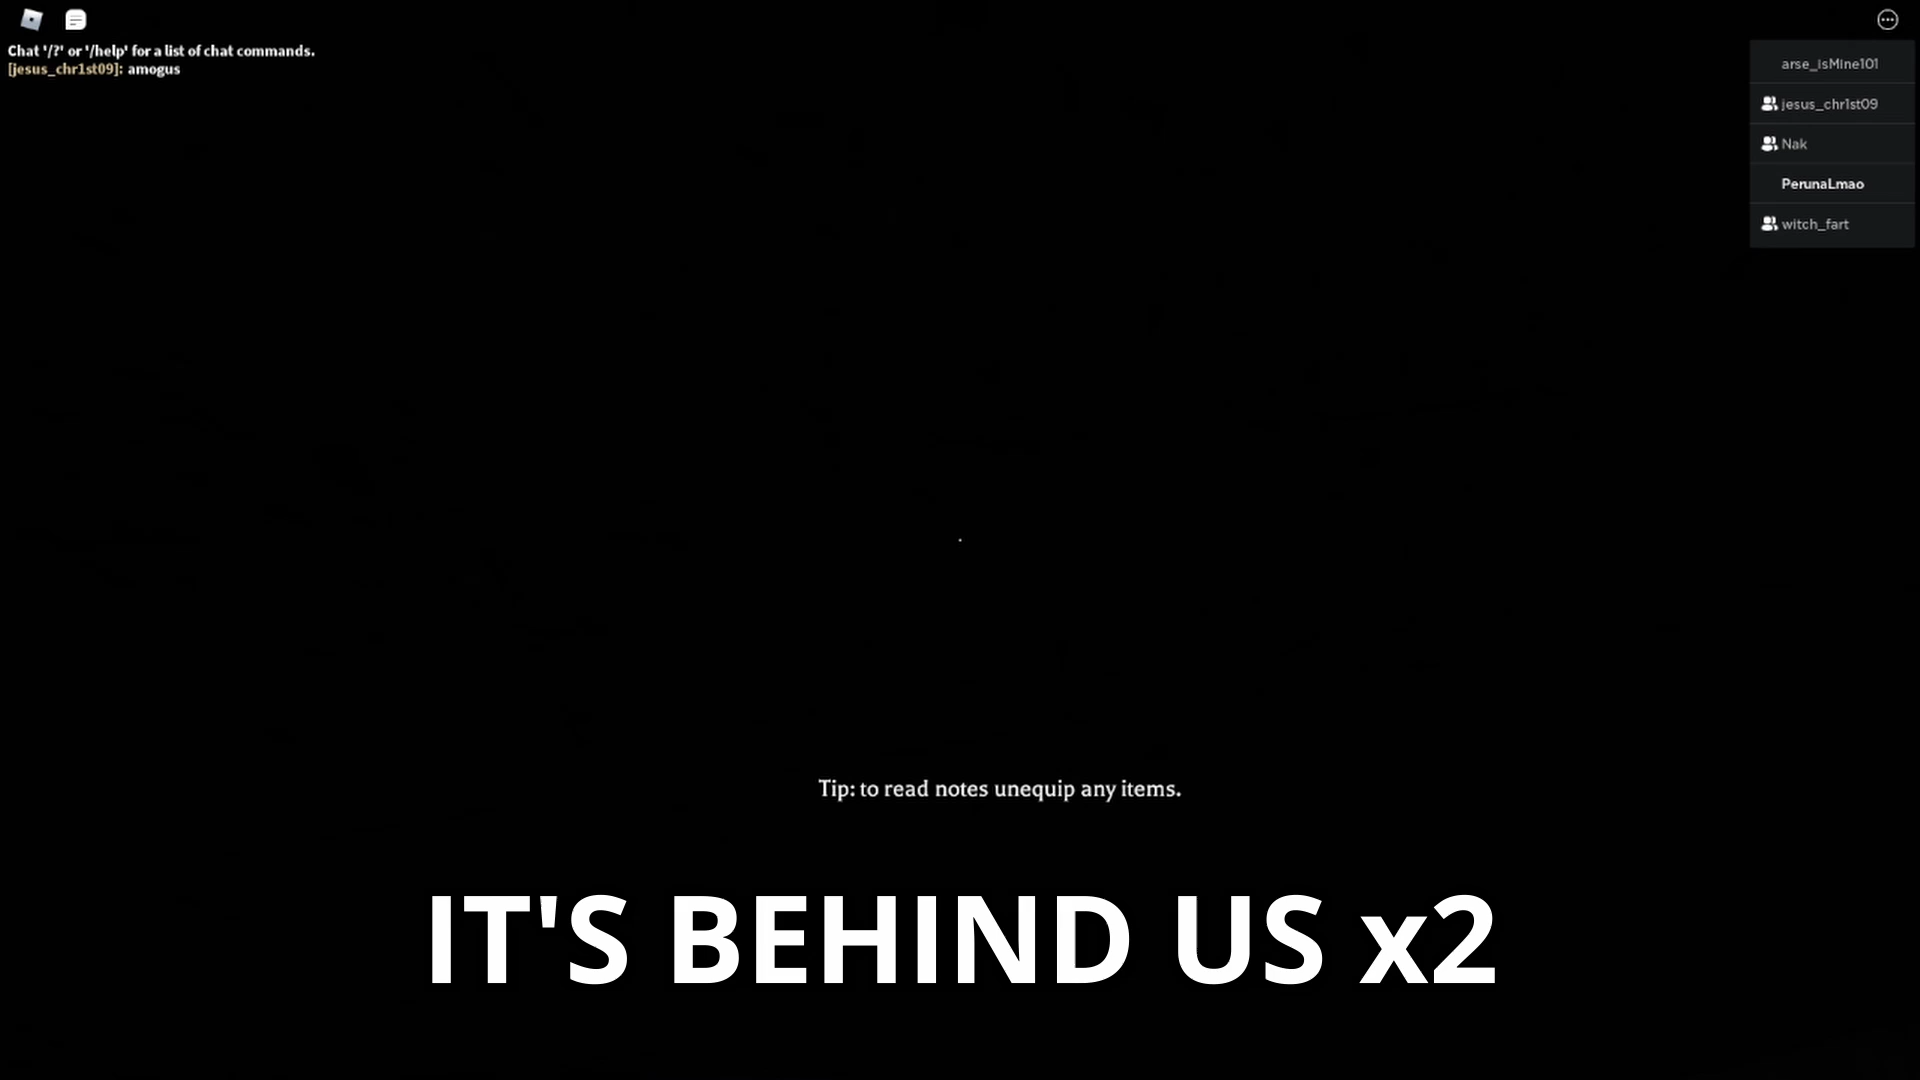 Chat '/?' or '/help' for a list of chat commands.
[jesus_chr1st09]: amogus
arse_isMine101
jesus_chr1st09
Nak
PerunaLmao
witch_fart
Tip: to read notes unequip any items.
IT'S BEHIND US x2